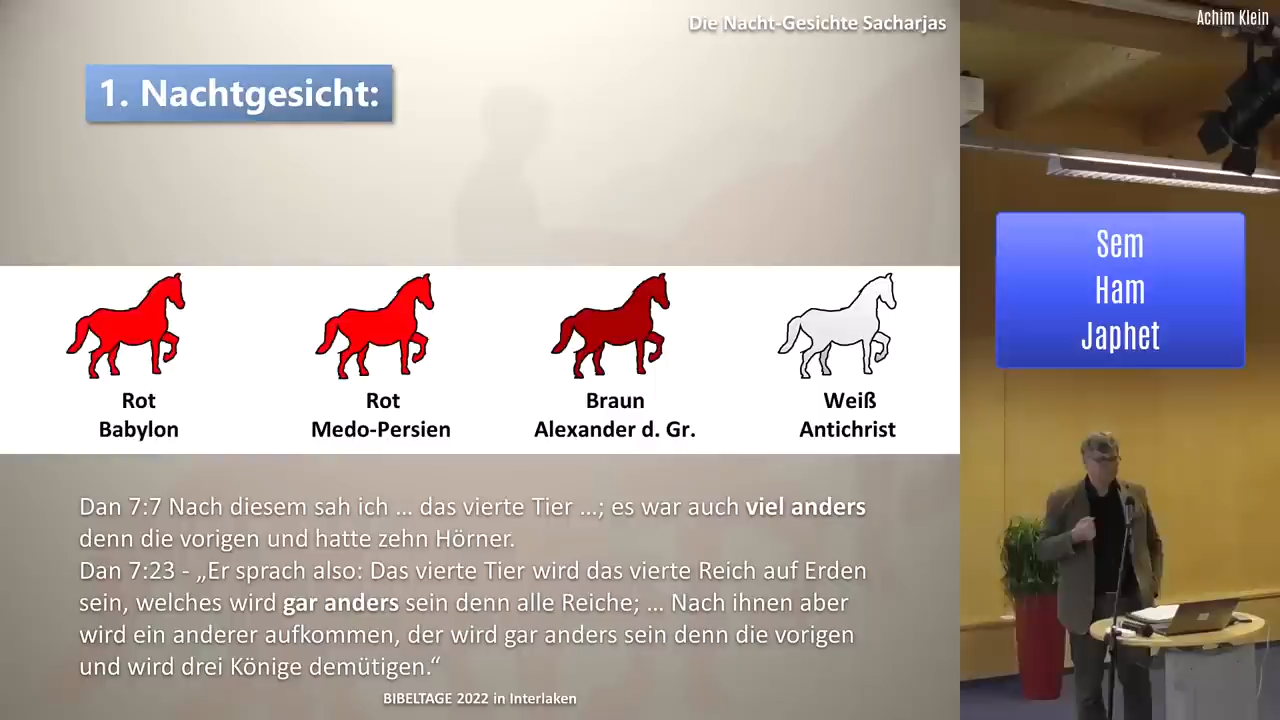 Die Nacht-Gesichte Sacharjas
Achim Klein
1. Nachtgesicht:
Sem
Ham
Japhet
Rot
Babylon
Rot
Medo-Persien
Braun
Alexander d. Gr.
Weiß
Antichrist
Dan 7:7 Nach diesem sah ich ... das vierte Tier ...; es war auch viel anders
denn die vorigen und hatte zehn Hörner.
Dan 7:23 - „Er sprach also: Das vierte Tier wird das vierte Reich auf Erden
sein, welches wird gar anders sein denn alle Reiche; ... Nach ihnen aber
wird ein anderer aufkommen, der wird gar anders sein denn die vorigen
und wird drei Könige demütigen.“
BIBELTAGE 2022 in Interlaken